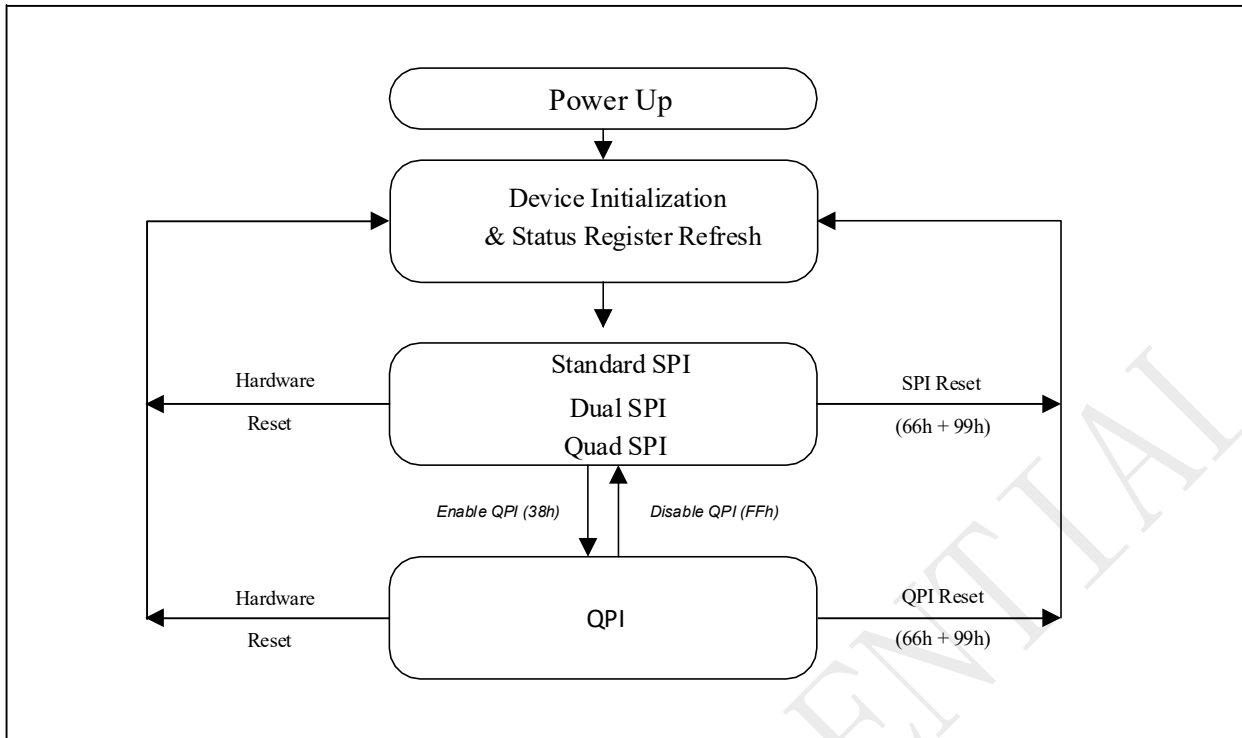 Power Up
Device Initialization
& Status Register Refresh
Standard SPI
Dual SPI
Quad SPI
Hardware
Reset
SPI Reset
(66h + 99h)
Enable QPI (38h)
Disable QPI (FFh)
Hardware
Reset
QPI
QPI Reset
(66h + 99h)